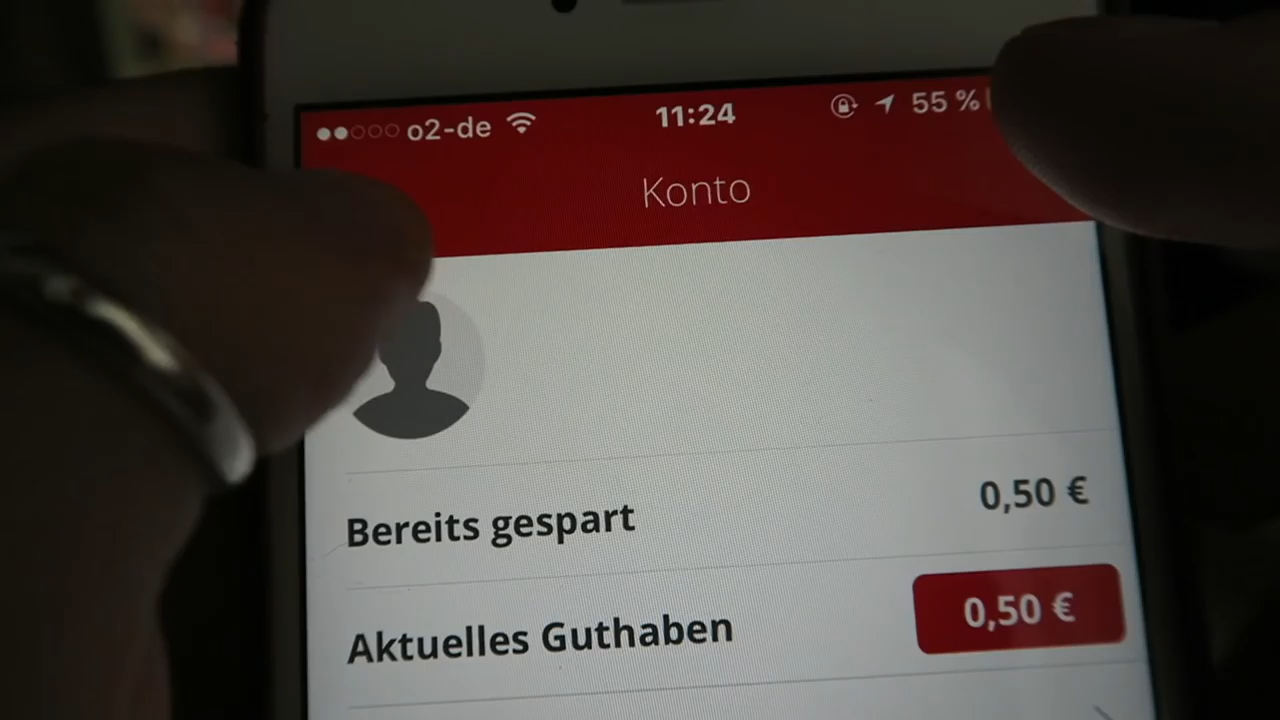 o2-de 11:24 55 %
Konto
Bereits gespart 0,50 €
Aktuelles Guthaben 0,50 €